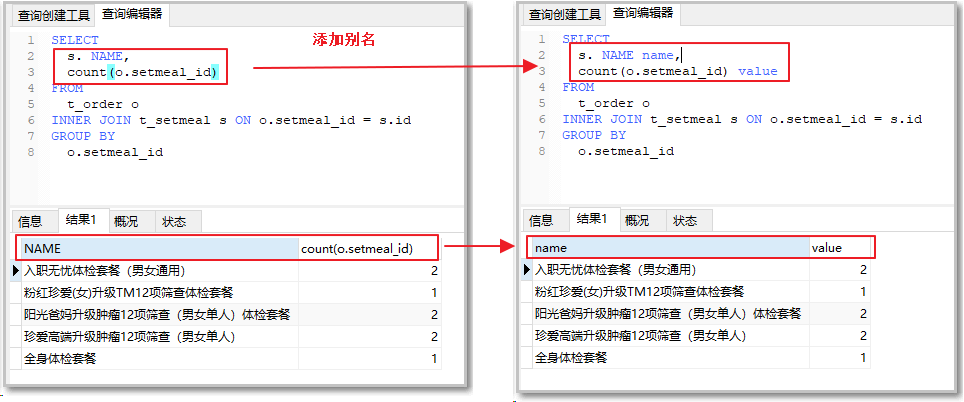 查询创建工具 查询编辑器
1 SELECT
2 s. NAME,
3 count(o.setmeal_id)
4 FROM
5 t_order o
6 INNER JOIN t_setmeal s ON o.setmeal_id = s.id
7 GROUP BY
8 o.setmeal_id
信息 结果1 概况 状态
NAME count(o.setmeal_id)
入职无忧体检套餐（男女通用） 2
粉红珍爱(女)升级TM12项筛查体检套餐 1
阳光爸妈升级肿瘤12项筛查（男女单人）体检套餐 2
珍爱高端升级肿瘤12项筛查（男女单人） 2
全身体检套餐 1
添加别名
查询创建工具 查询编辑器
1 SELECT
2 s. NAME name,
3 count(o.setmeal_id) value
4 FROM
5 t_order o
6 INNER JOIN t_setmeal s ON o.setmeal_id = s.id
7 GROUP BY
8 o.setmeal_id
信息 结果1 概况 状态
name value
入职无忧体检套餐（男女通用） 2
粉红珍爱(女)升级TM12项筛查体检套餐 1
阳光爸妈升级肿瘤12项筛查（男女单人）体检套餐 2
珍爱高端升级肿瘤12项筛查（男女单人） 2
全身体检套餐 1